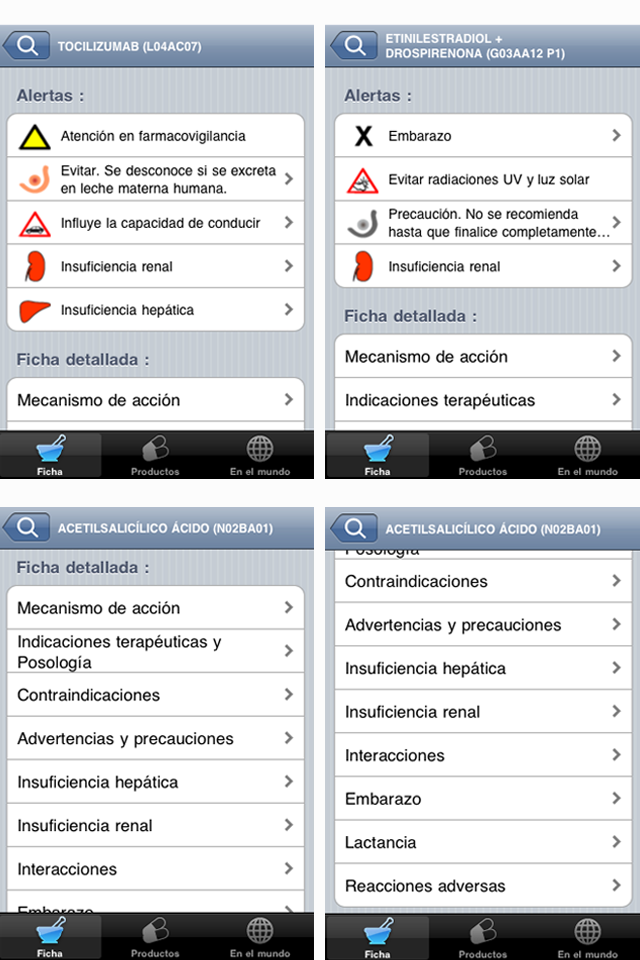 TOCILIZUMAB (L04AC07)
Alertas :
Atención en farmacovigilancia
Evitar. Se desconoce si se excreta
en leche materna humana.
Influye la capacidad de conducir
Insuficiencia renal
Insuficiencia hepática
Ficha detallada :
Mecanismo de acción
Ficha
Productos
En el mundo
ETINILESTRADIOL +
DROSPIRENONA (G03AA12 P1)
Alertas :
X
Embarazo
Evitar radiaciones UV y luz solar
Precaución. No se recomienda
hasta que finalice completamente…
Insuficiencia renal
Ficha detallada :
Mecanismo de acción
Indicaciones terapéuticas
Ficha
Productos
En el mundo
ACETILSALICÍLICO ÁCIDO (N02BA01)
Ficha detallada :
Mecanismo de acción
Indicaciones terapéuticas y
Posología
Contraindicaciones
Advertencias y precauciones
Insuficiencia hepática
Insuficiencia renal
Interacciones
Embarazo
Ficha
Productos
En el mundo
ACETILSALICÍLICO ÁCIDO (N02BA01)
Posología
Contraindicaciones
Advertencias y precauciones
Insuficiencia hepática
Insuficiencia renal
Interacciones
Embarazo
Lactancia
Reacciones adversas
Ficha
Productos
En el mundo